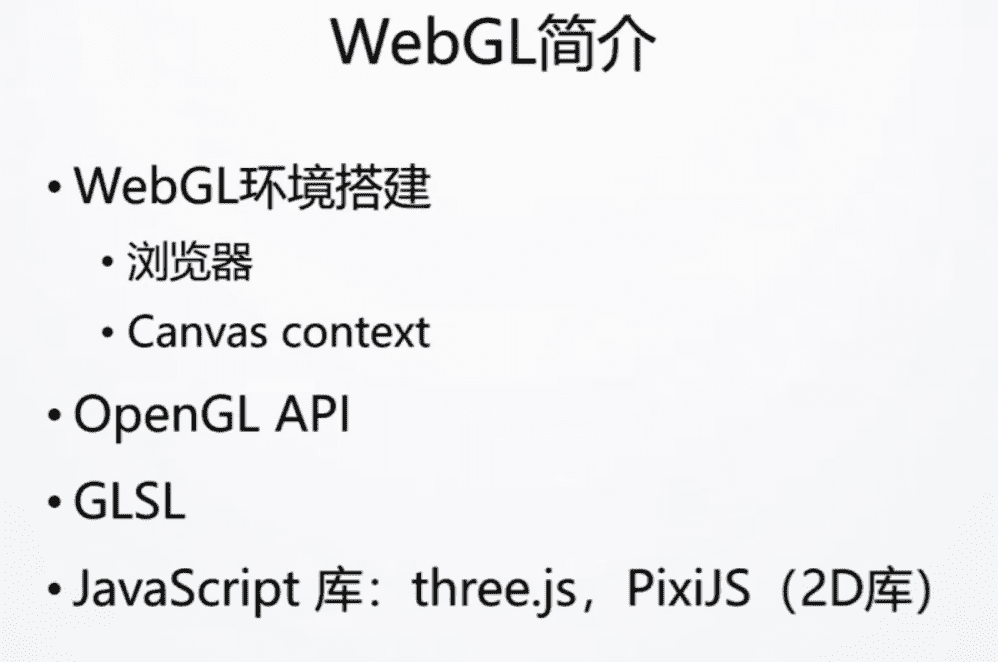 WebGL简介
• WebGL环境搭建
• 浏览器
• Canvas context
• OpenGL API
• GLSL
• JavaScript 库：three.js，PixiJS（2D库）